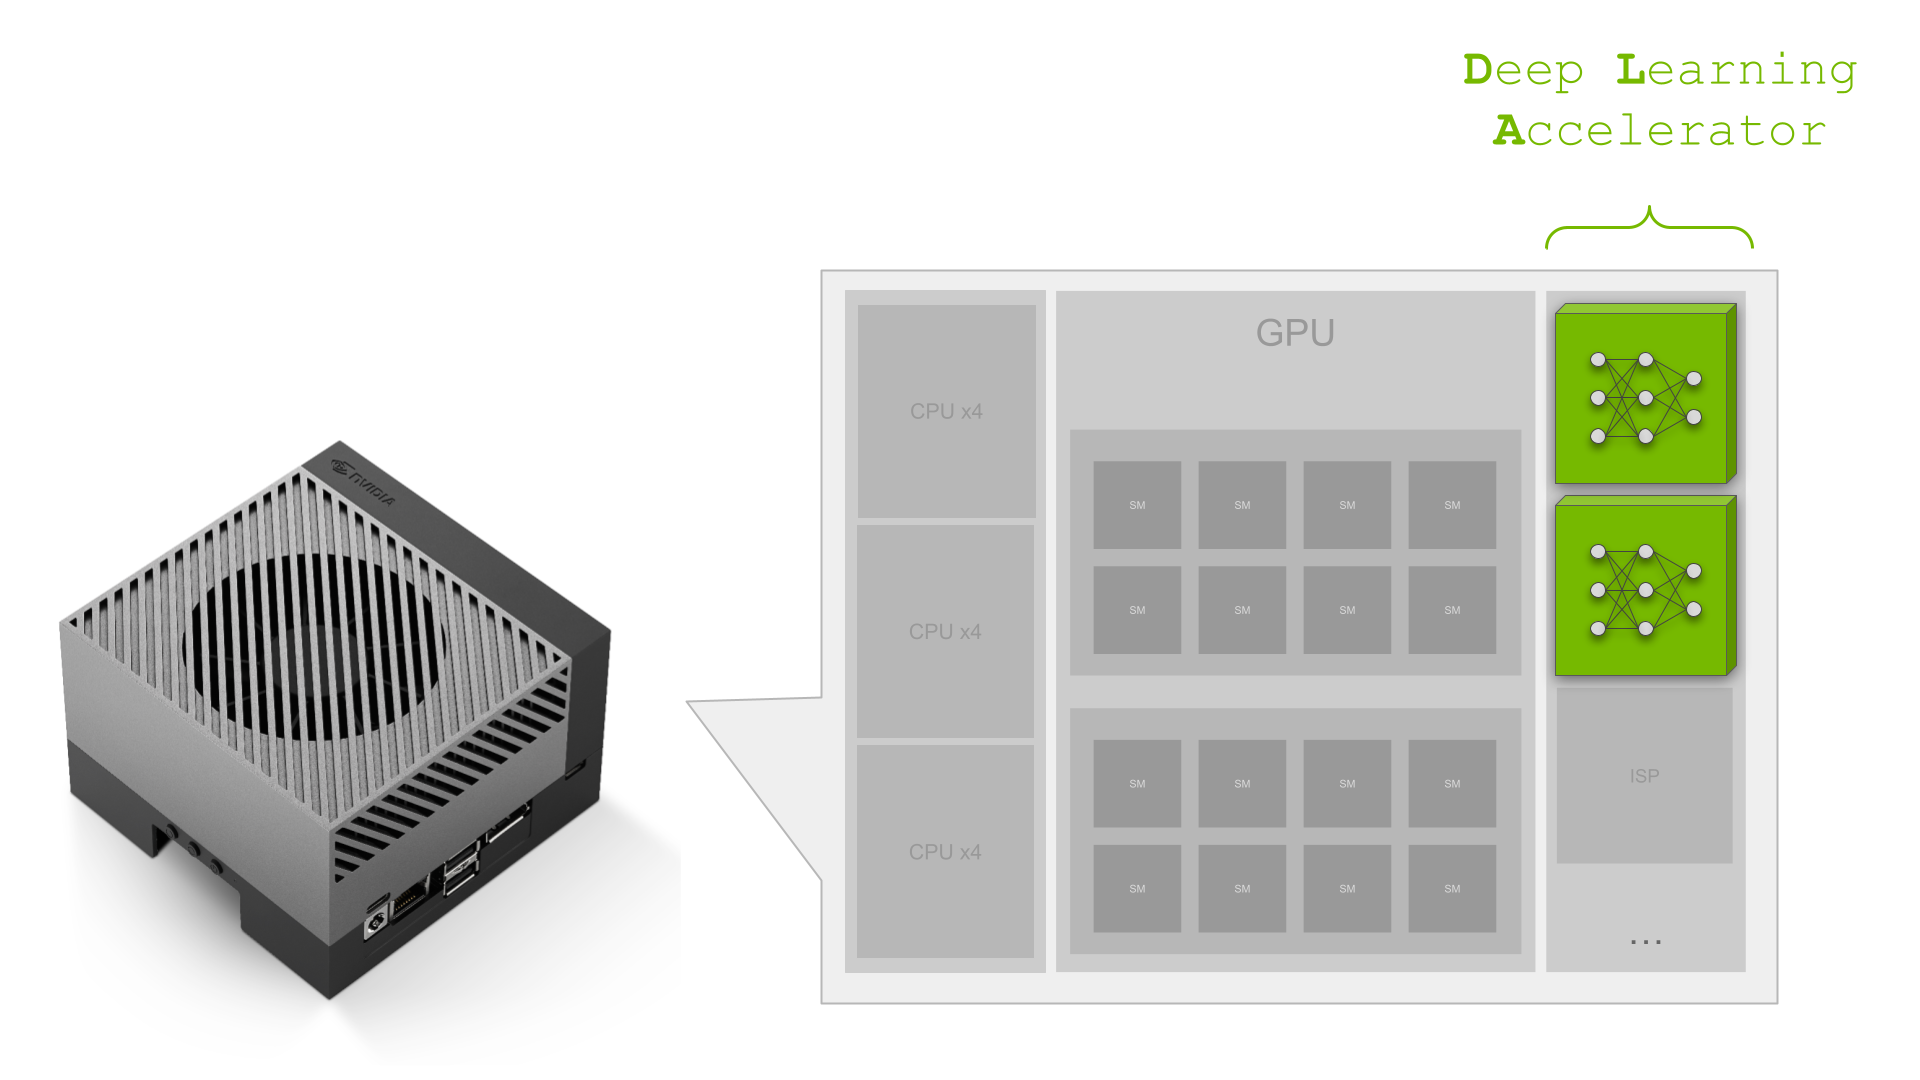 Deep Learning
Accelerator
NVIDIA
CPU x4
CPU x4
CPU x4
GPU
SM SM SM SM
SM SM SM SM
SM SM SM SM
SM SM SM SM
ISP
...